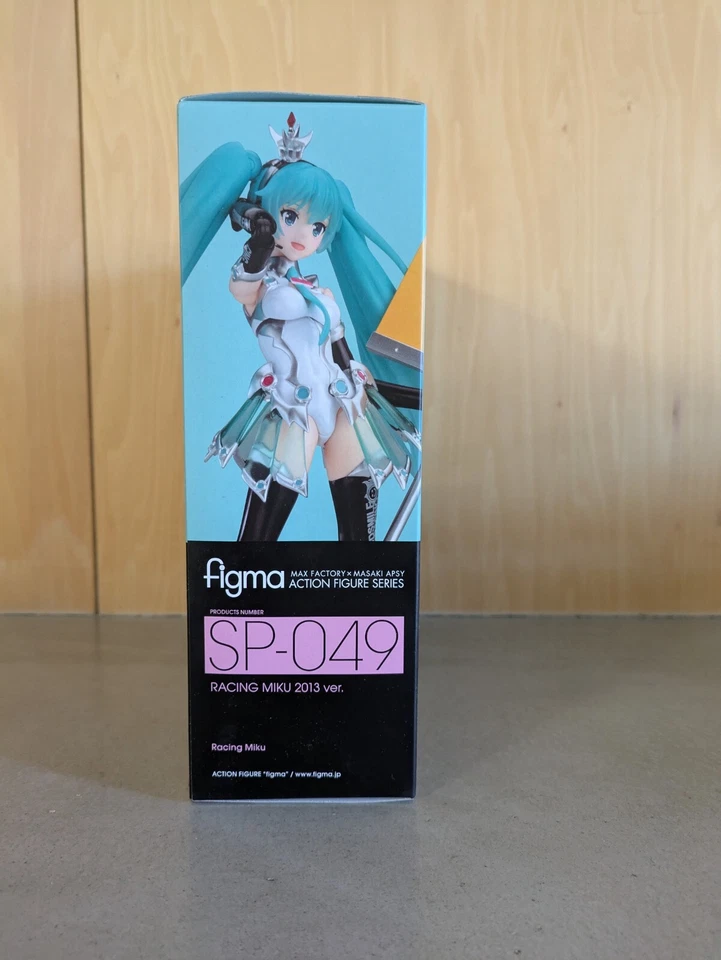 figma MAX FACTORY×MASAKI APSY
ACTION FIGURE SERIES
PRODUCTS NUMBER
SP-049
RACING MIKU 2013 ver.
Racing Miku
ACTION FIGURE "figma" / www.figma.jp